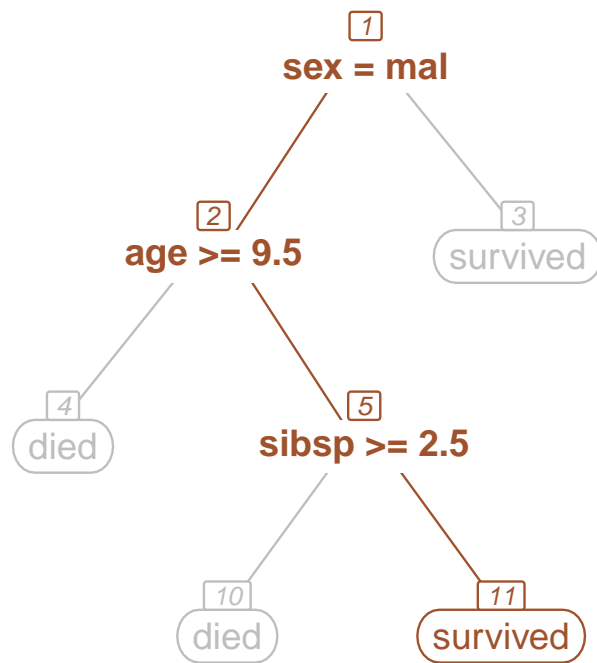 1
sex = mal
2
3
age >= 9.5
survived
4
5
died
sibsp >= 2.5
10
11
died
survived